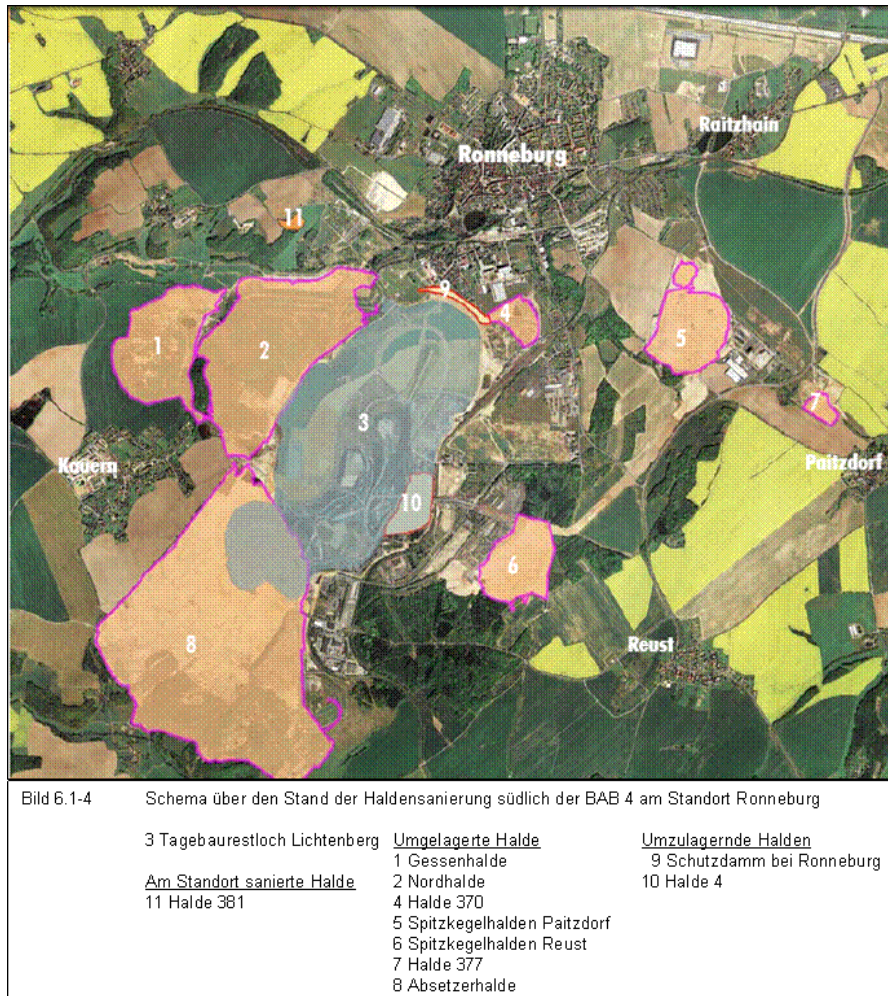 Raitzhain
Ronneburg
11
9
4
1
2
5
3
7
Kauern
Paitzdorf
10
6
8
Reust
Bild 6.1-4 Schema über den Stand der Haldensanierung südlich der BAB 4 am Standort Ronneburg
3 Tagebaurestloch Lichtenberg
Am Standort sanierte Halde
11 Halde 381
Umgelagerte Halde
1 Gessenhalde
2 Nordhalde
4 Halde 370
5 Spitzkegelhalden Paitzdorf
6 Spitzkegelhalden Reust
7 Halde 377
8 Absetzerhalde
Umzulagernde Halden
9 Schutzdamm bei Ronneburg
10 Halde 4